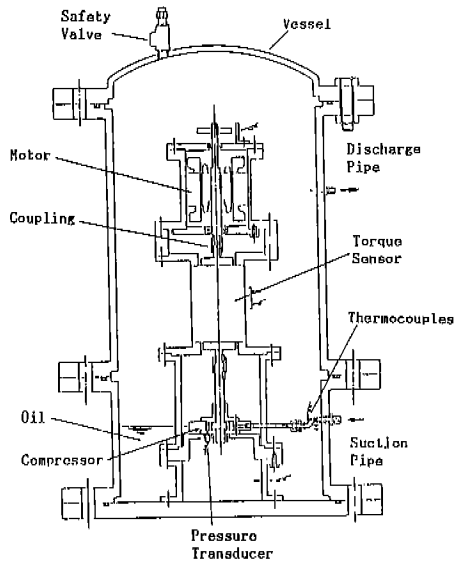 Safety
Valve
Vessel
Motor
Discharge
Pipe
Coupling
Torque
Sensor
Thermocouples
Oil
Compressor
Suction
Pipe
Pressure
Transducer